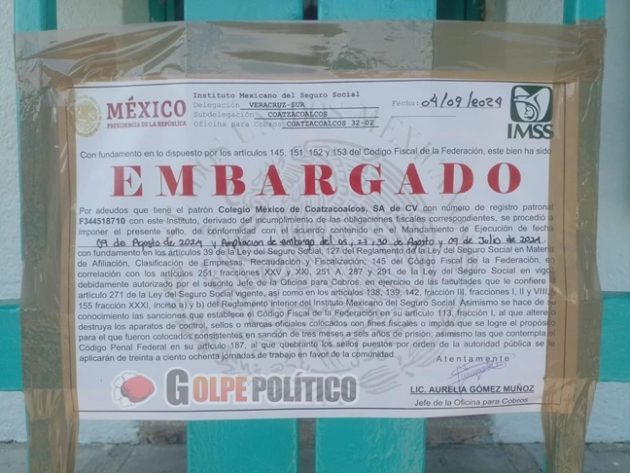 MÉXICO
PRESIDENCIA DE LA REPÚBLICA
Instituto Mexicano del Seguro Social
Delegación VERACRUZ-SUR
Subdelegación COATZACOALCOS
Oficina para Cobros COATZACOALCOS 32-02
Fecha: 04/09/2024
IMSS
Con fundamento en lo dispuesto por los artículos 145, 151, 152 y 153 del Código Fiscal de la Federación, este bien ha sido
EMBARGADO
Por adeudos que tiene el patrón Colegio México de Coatzacoalcos, SA de CV con número de registro patronal
F344518710 con este Instituto, derivado del incumplimiento de las obligaciones fiscales correspondientes, se procedió a
imponer el presente sello, de conformidad con el acuerdo contenido en el Mandamiento de Ejecución de fecha
09 de Agosto de 2024 y Ampliacion de embargo del 05, 21, 30 de Agosto y 09 de Julio de 2024
con fundamento en los artículos 39 de la Ley del Seguro Social, 127 del Reglamento de la Ley del Seguro Social en Materia
de Afiliación, Clasificación de Empresas, Recaudación y Fiscalización, 145 del Código Fiscal de la Federación, en
correlación con los artículos 251, fracciones XXV y XXI, 251 A, 287 y 291 de la Ley del Seguro Social en vigor,
debidamente autorizado por el suscrito Jefe de la Oficina para Cobros, en ejercicio de las facultades que le confiere el
artículo 271 de la Ley del Seguro Social vigente, así como en los artículos 138, 139, 142, fracción III, fracciones I, II y VIII,
155 fracción XXXI, inciso a y b) del Reglamento interior del Instituto Mexicano del Seguro Social. Asimismo se hace de su
conocimiento las sanciones que establece el Código Fiscal de la Federación en su artículo 113, fracción I, al que altere o
destruya los aparatos de control, sellos o marcas oficiales colocados con fines fiscales o impida que se logre el propósito
para el que fueron colocados consistentes en sanción de tres meses a seis años de prisión; asimismo las que contempla el
Código Penal Federal en su artículo 187, al que quebrante los sellos puestos por orden de la autoridad pública se le
aplicarán de treinta a ciento ochenta jornadas de trabajo en favor de la comunidad.
Atentamente
GOLPE POLÍTICO
LIC. AURELIA GÓMEZ MUÑOZ
Jefe de la Oficina para Cobros